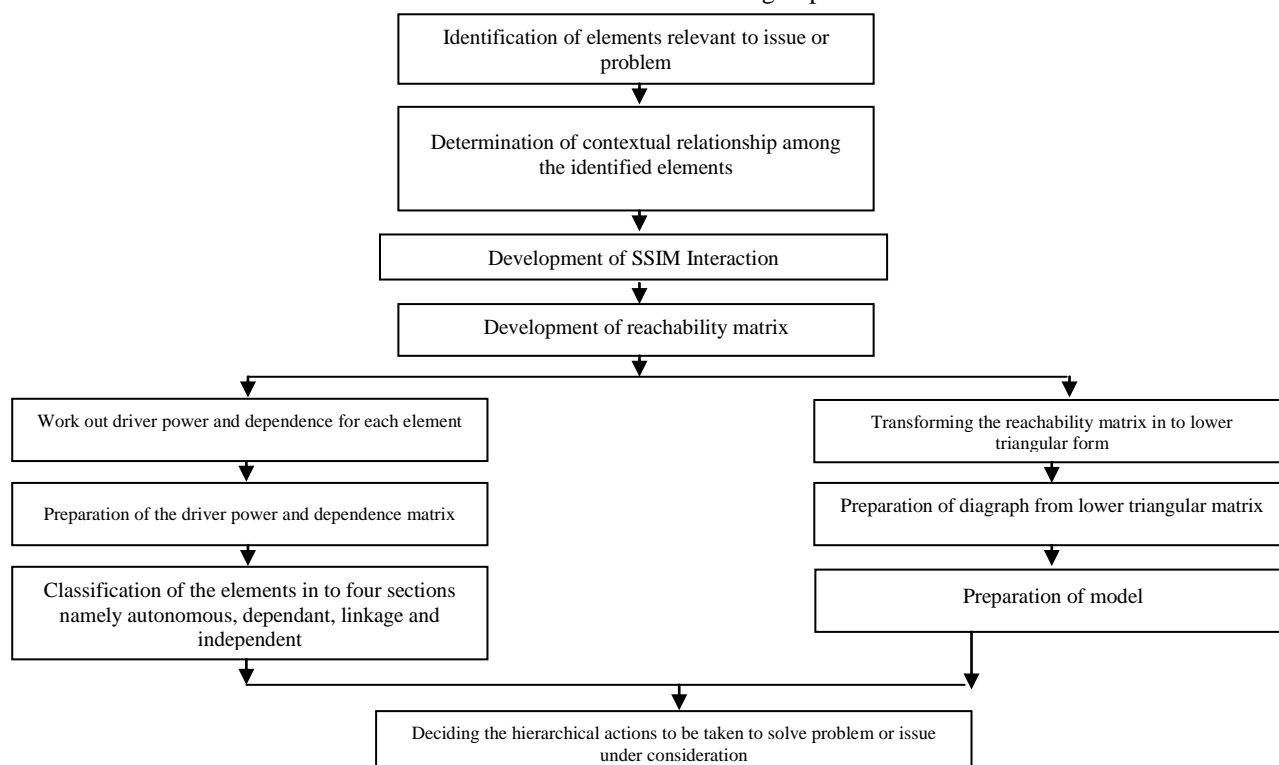 Identification of elements relevant to issue or
problem
Determination of contextual relationship among
the identified elements
Development of SSIM Interaction
Development of reachability matrix
Work out driver power and dependence for each element
Transforming the reachability matrix in to lower
triangular form
Preparation of the driver power and dependence matrix
Preparation of diagraph from lower triangular matrix
Classification of the elements in to four sections
namely autonomous, dependant, linkage and
independent
Preparation of model
Deciding the hierarchical actions to be taken to solve problem or issue
under consideration